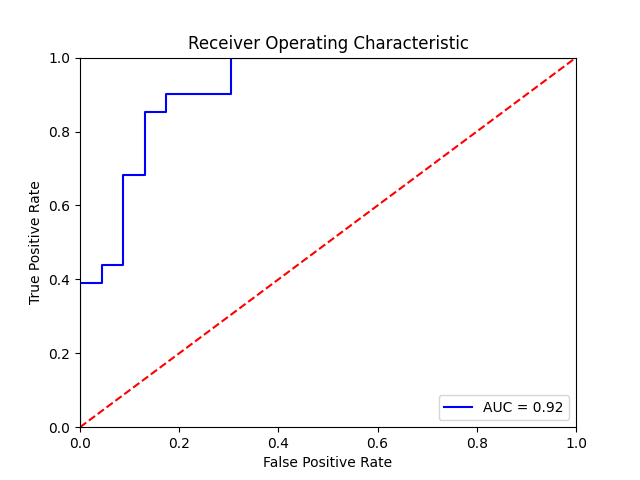 Receiver Operating Characteristic
True Positive Rate
1.0
0.8
0.6
0.4
0.2
0.0
AUC = 0.92
0.0 0.2 0.4 0.6 0.8 1.0
False Positive Rate